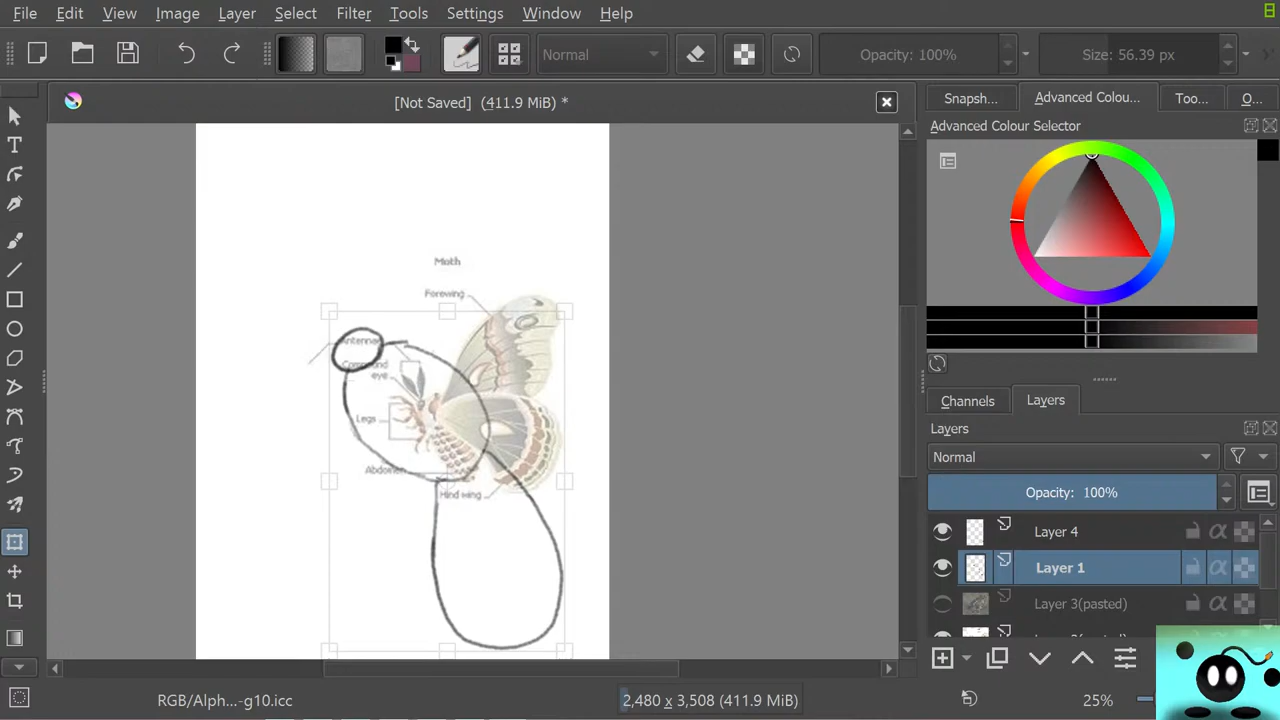 File Edit View Image Layer Select Filter Tools Settings Window Help
Normal Opacity: 100% Size: 56.39 px
[Not Saved] (411.9 MiB) *
Snapsh... Advanced Colou... Too... O...
Advanced Colour Selector
Moth
Forewing
Antennae
Compound
eye
Legs
Abdomen
Hind wing
Channels Layers
Layers
Normal
Opacity: 100%
Layer 4
Layer 1
Layer 3(pasted)
RGB/Alph...-g10.icc 2,480 x 3,508 (411.9 MiB) 25%